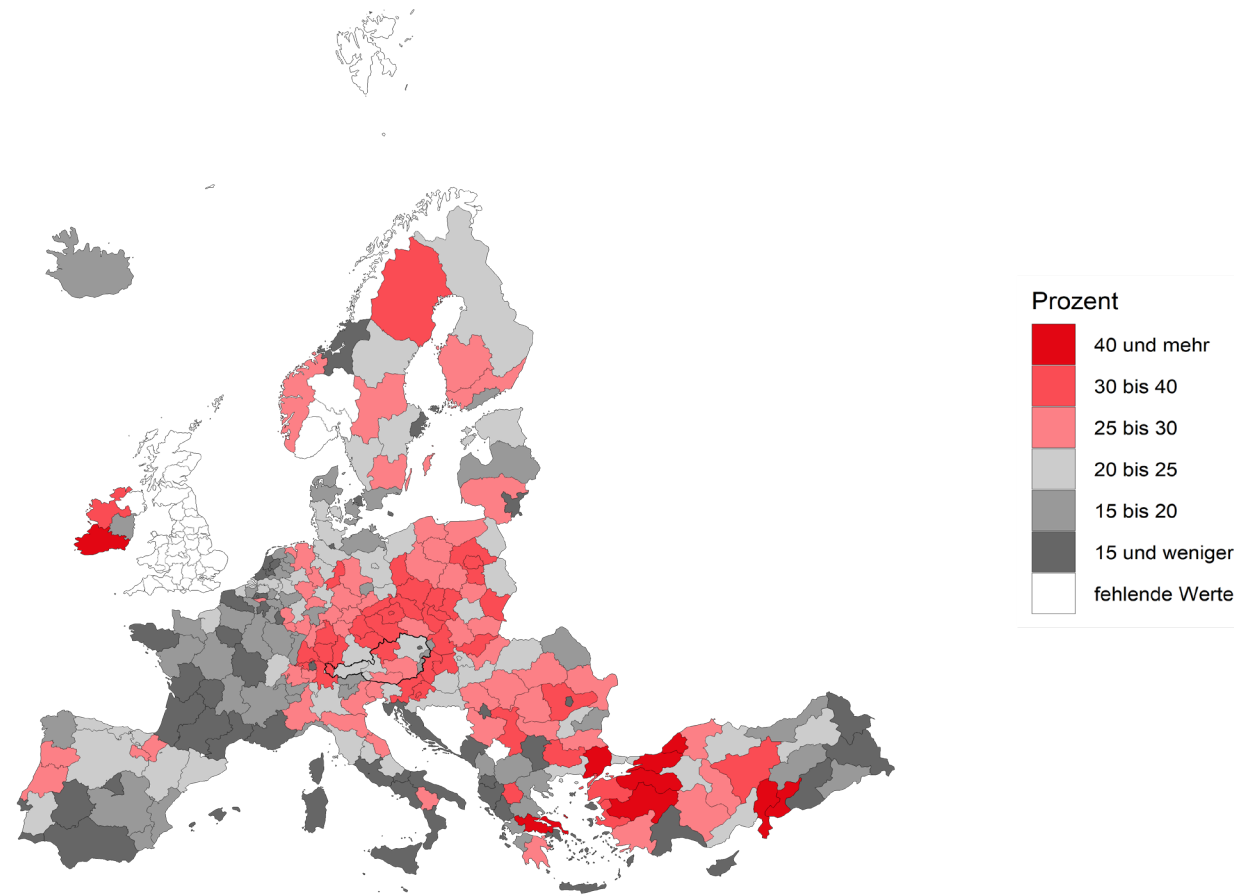 Prozent
40 und mehr
30 bis 40
25 bis 30
20 bis 25
15 bis 20
15 und weniger
fehlende Werte